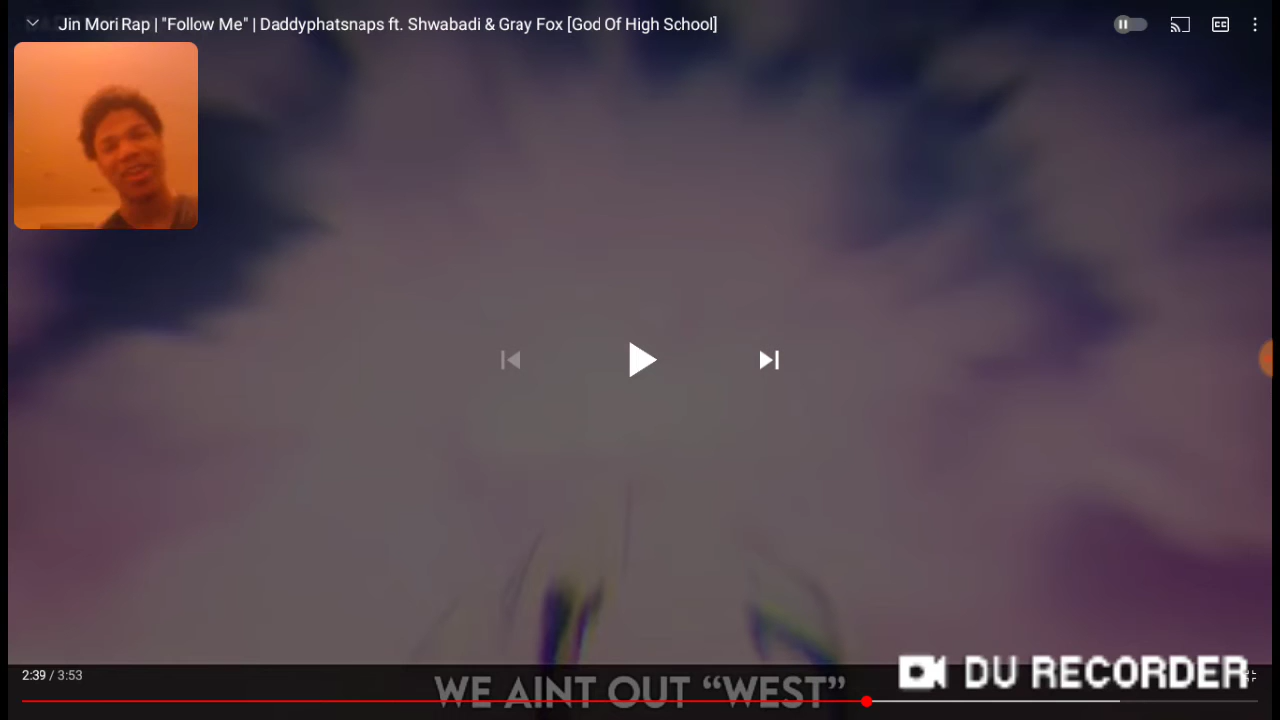 Jin Mori Rap | "Follow Me" | Daddyphatsnaps ft. Shwabadi & Gray Fox [God Of High School]
CC
2:39 / 3:53
DU RECORDER
WE AINT OUT “WEST”